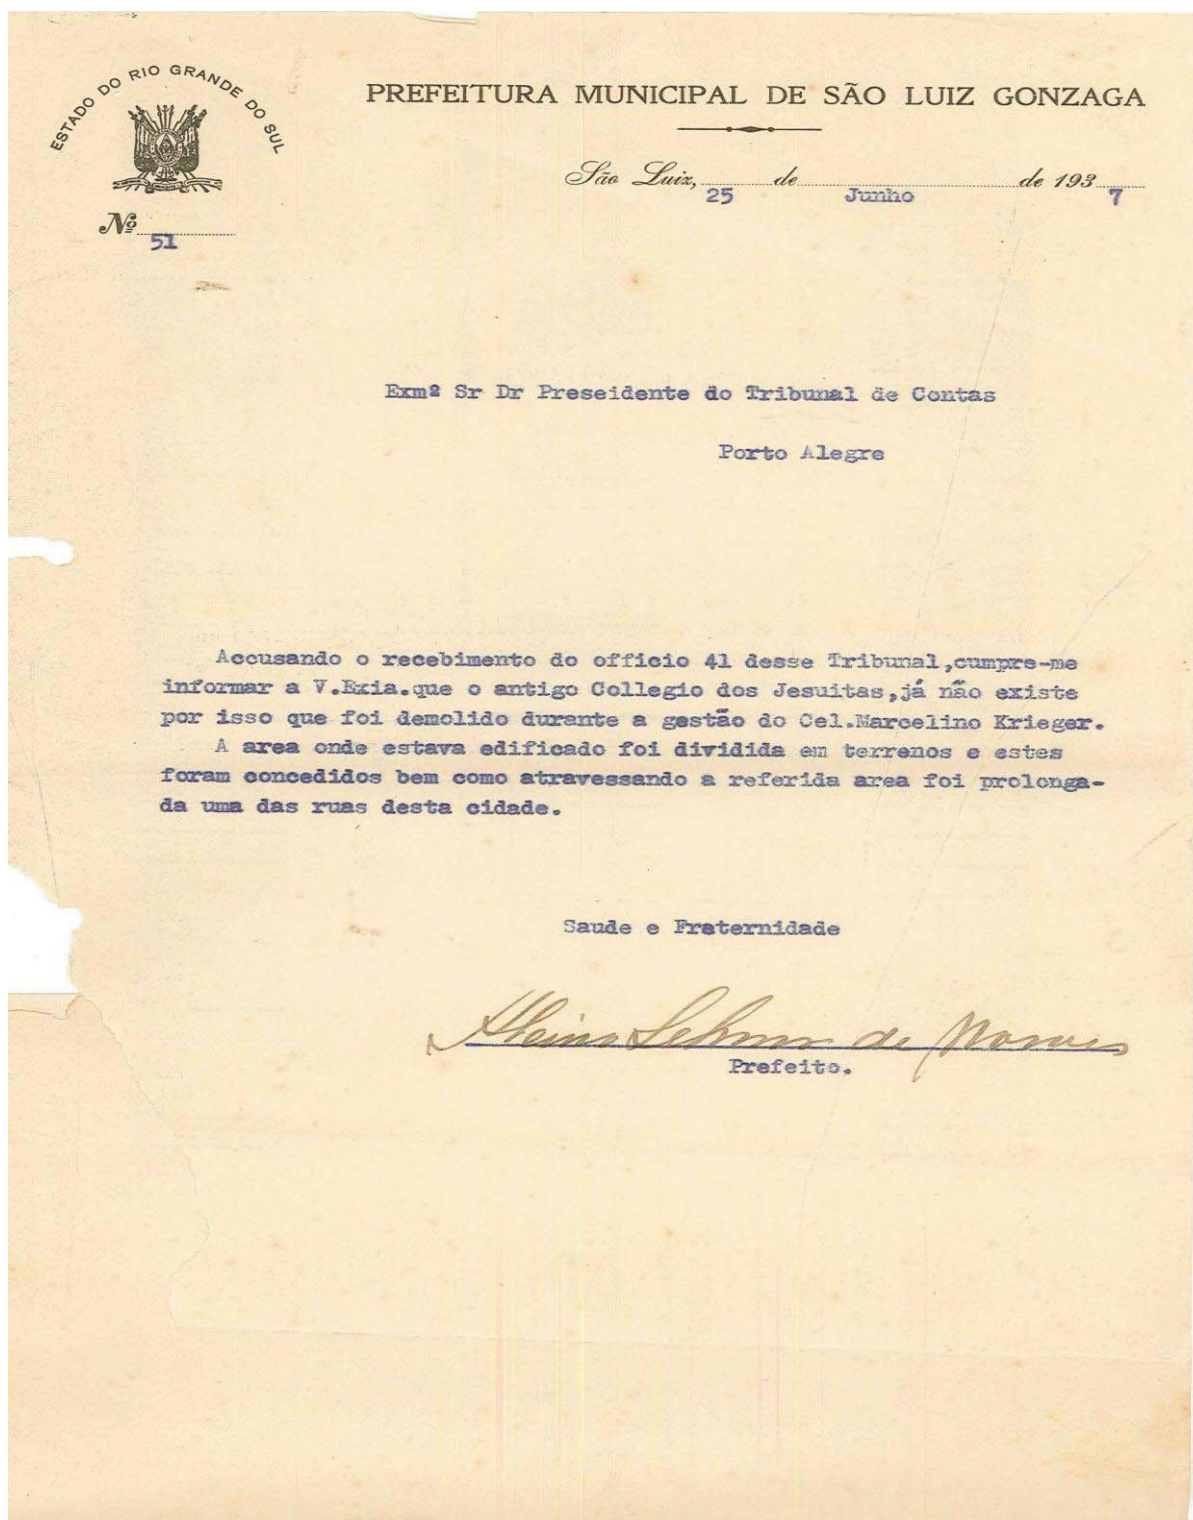 ESTADO DO RIO GRANDE DO SUL
PREFEITURA MUNICIPAL DE SÃO LUIZ GONZAGA
São Luiz, 25 de Junho de 1937
Nº 51
Exmº Sr Dr Preseidente do Tribunal de Contas
Porto Alegre
Accusando o recebimento do officio 41 desse Tribunal,cumpre-me
informar a V.Exia.que o antigo Collegio dos Jesuitas,já não existe
por isso que foi demolido durante a gestão do Cel.Marcelino Krieger.
A area onde estava edificado foi dividida em terrenos e estes
foram concedidos bem como atravessando a referida area foi prolonga-
da uma das ruas desta cidade.
Saude e Fraternidade
de Moraes
Prefeito.